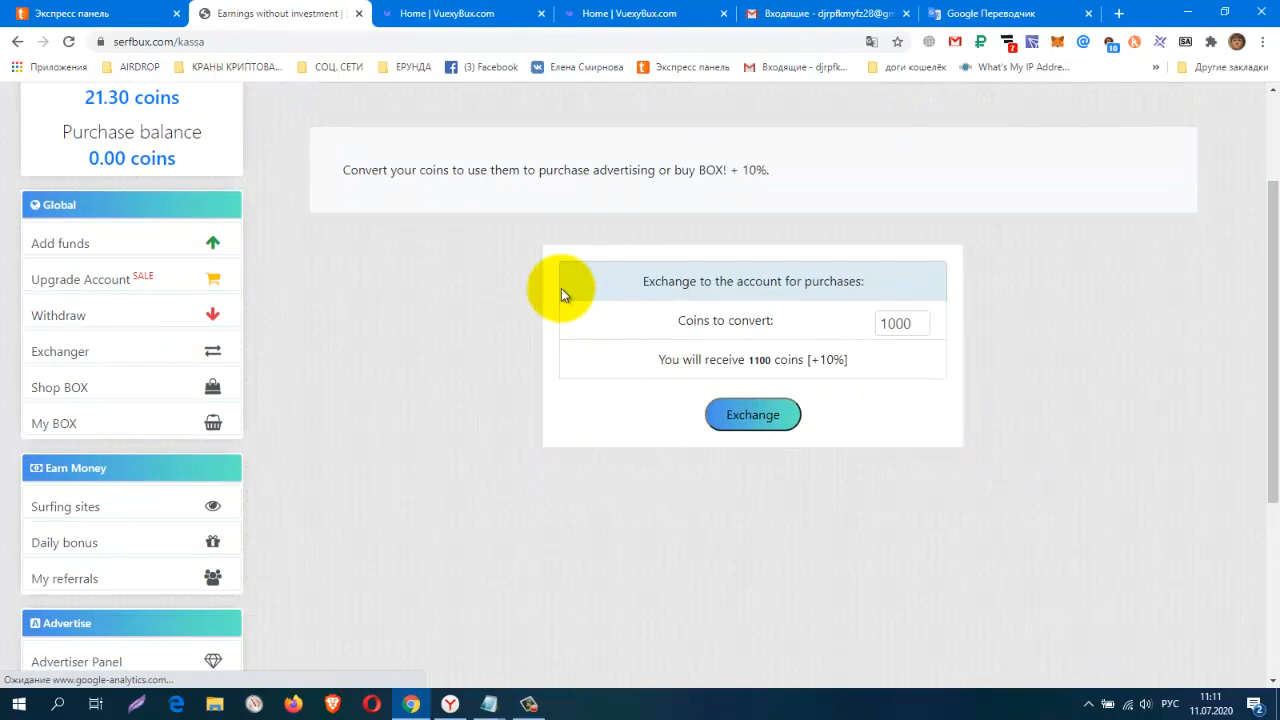 Экспресс панель
Earnings without investment |
Home | VuexyBux.com
Home | VuexyBux.com
Входящие - djrpfkmyfz28@gm
Google Переводчик
serfbux.com/kassa
7
10
SA
Приложения
AIRDROP
КРАНЫ КРИПТОВА...
СОЦ. СЕТИ
ЕРУНДА
(3) Facebook
Елена Смирнова
Экспресс панель
Входящие - djrpfk...
доги кошелёк
What's My IP Addre...
»
Другие закладки
21.30 coins
Purchase balance
0.00 coins
Global
Add funds
Upgrade Account SALE
Withdraw
Exchanger
Shop BOX
My BOX
Earn Money
Surfing sites
Daily bonus
My referrals
Advertise
Advertiser Panel
Convert your coins to use them to purchase advertising or buy BOX! + 10%.
Exchange to the account for purchases:
Coins to convert:
1000
You will receive 1100 coins [+10%]
Exchange
Ожидание www.google-analytics.com...
РУС
11:11
11.07.2020
2